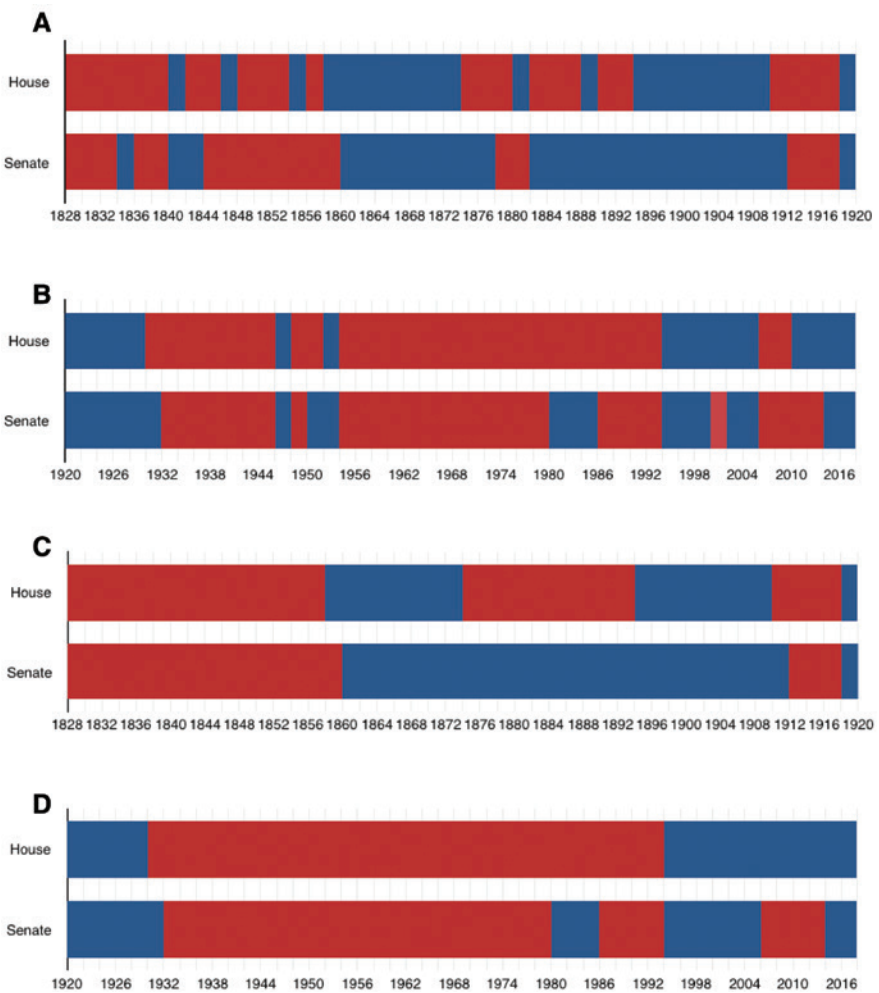 A
House
Senate
1828 1832 1836 1840 1844 1848 1852 1856 1860 1864 1868 1872 1876 1880 1884 1888 1892 1896 1900 1904 1908 1912 1916 1920
B
House
Senate
1920 1926 1932 1938 1944 1950 1956 1962 1968 1974 1980 1986 1992 1998 2004 2010 2016
C
House
Senate
1828 1832 1836 1840 1844 1848 1852 1856 1860 1864 1868 1872 1876 1880 1884 1888 1892 1896 1900 1904 1908 1912 1916 1920
D
House
Senate
1920 1926 1932 1938 1944 1950 1956 1962 1968 1974 1980 1986 1992 1998 2004 2010 2016